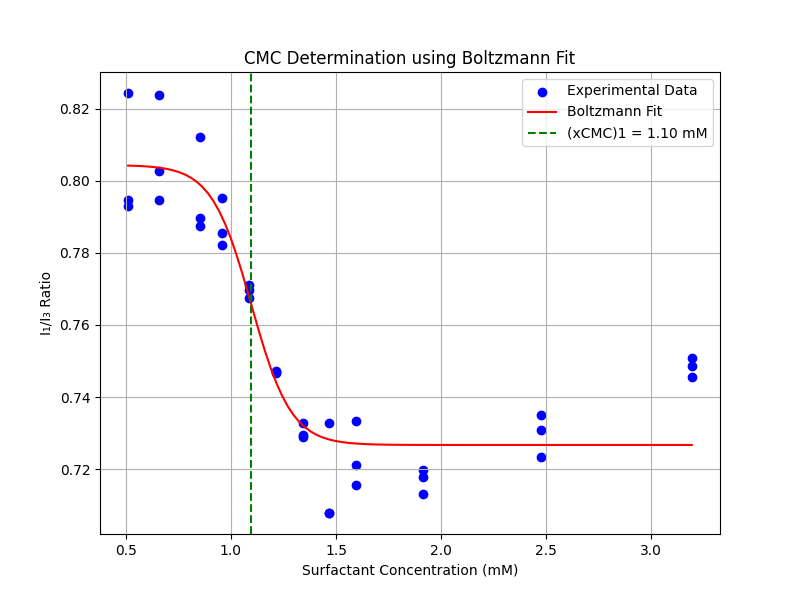 CMC Determination using Boltzmann Fit
Experimental Data
Boltzmann Fit
(xCMC)1 = 1.10 mM
I₁/I₃ Ratio
0.82
0.80
0.78
0.76
0.74
0.72
0.5 1.0 1.5 2.0 2.5 3.0
Surfactant Concentration (mM)